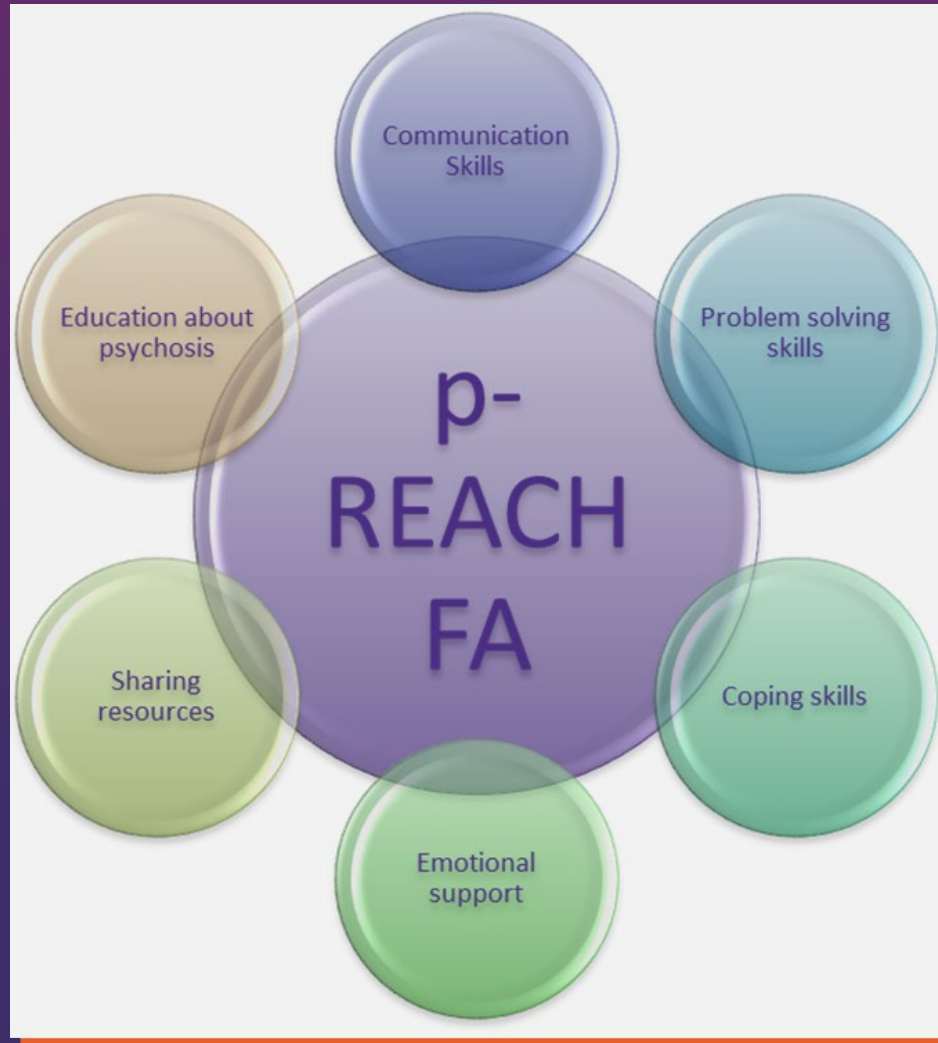 Communication
Skills
Problem solving
skills
Coping skills
Emotional
support
Sharing
resources
Education about
psychosis
p-
REACH
FA